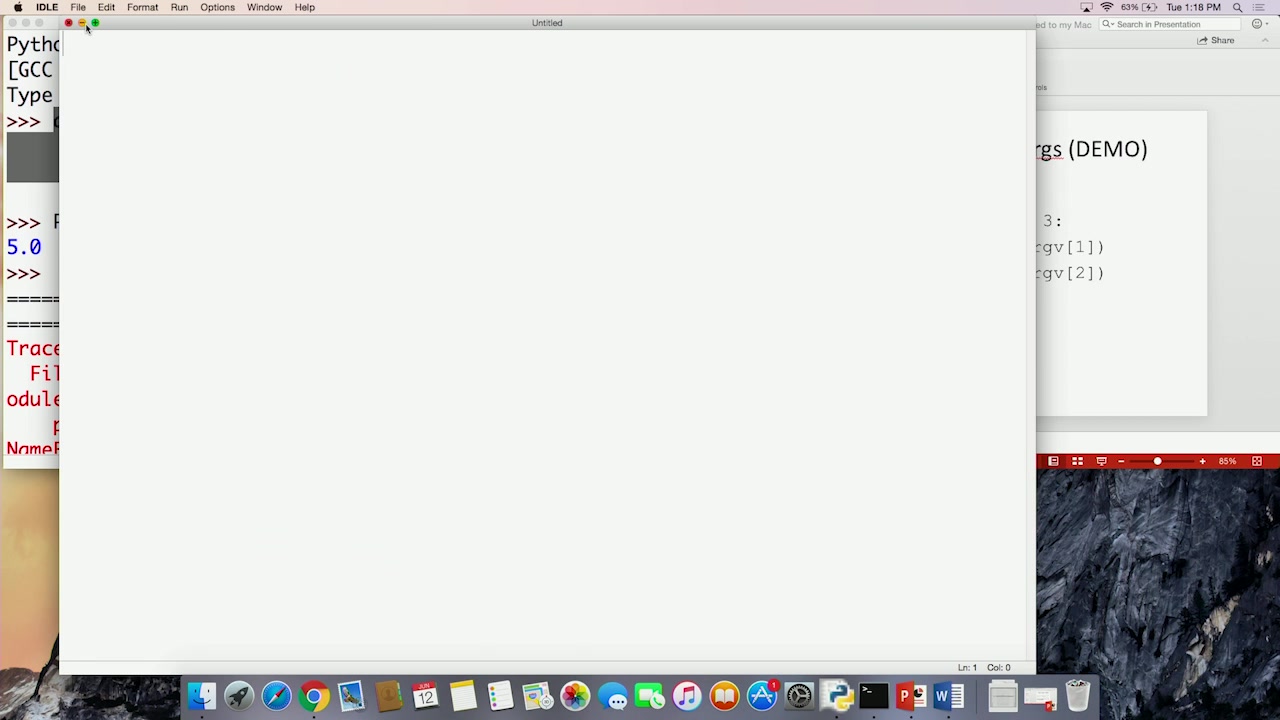 IDLE File Edit Format Run Options Window Help 63% Tue 1:18 PM
Untitled
ed to my Mac Search in Presentation
Share
Pytho
[GCC
Type
>>>
>>>
5.0
>>>
=====
=====
Trace
Fil
odule
NameE
rgs (DEMO)
3:
rgv[1])
rgv[2])
85%
Ln: 1 Col: 0
JUN
12
1